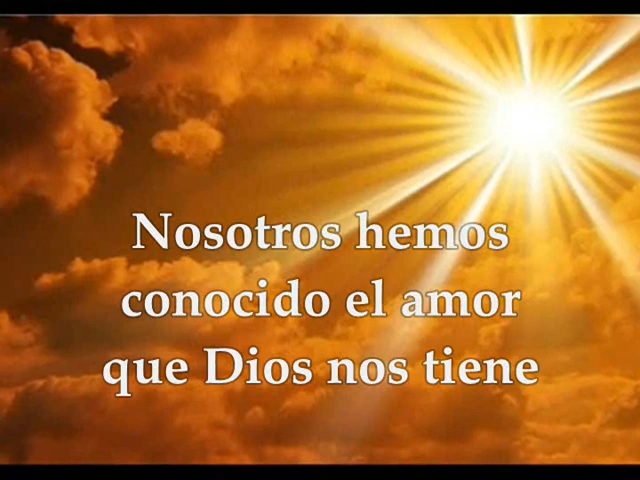 Nosotros hemos
conocido el amor
que Dios nos tiene